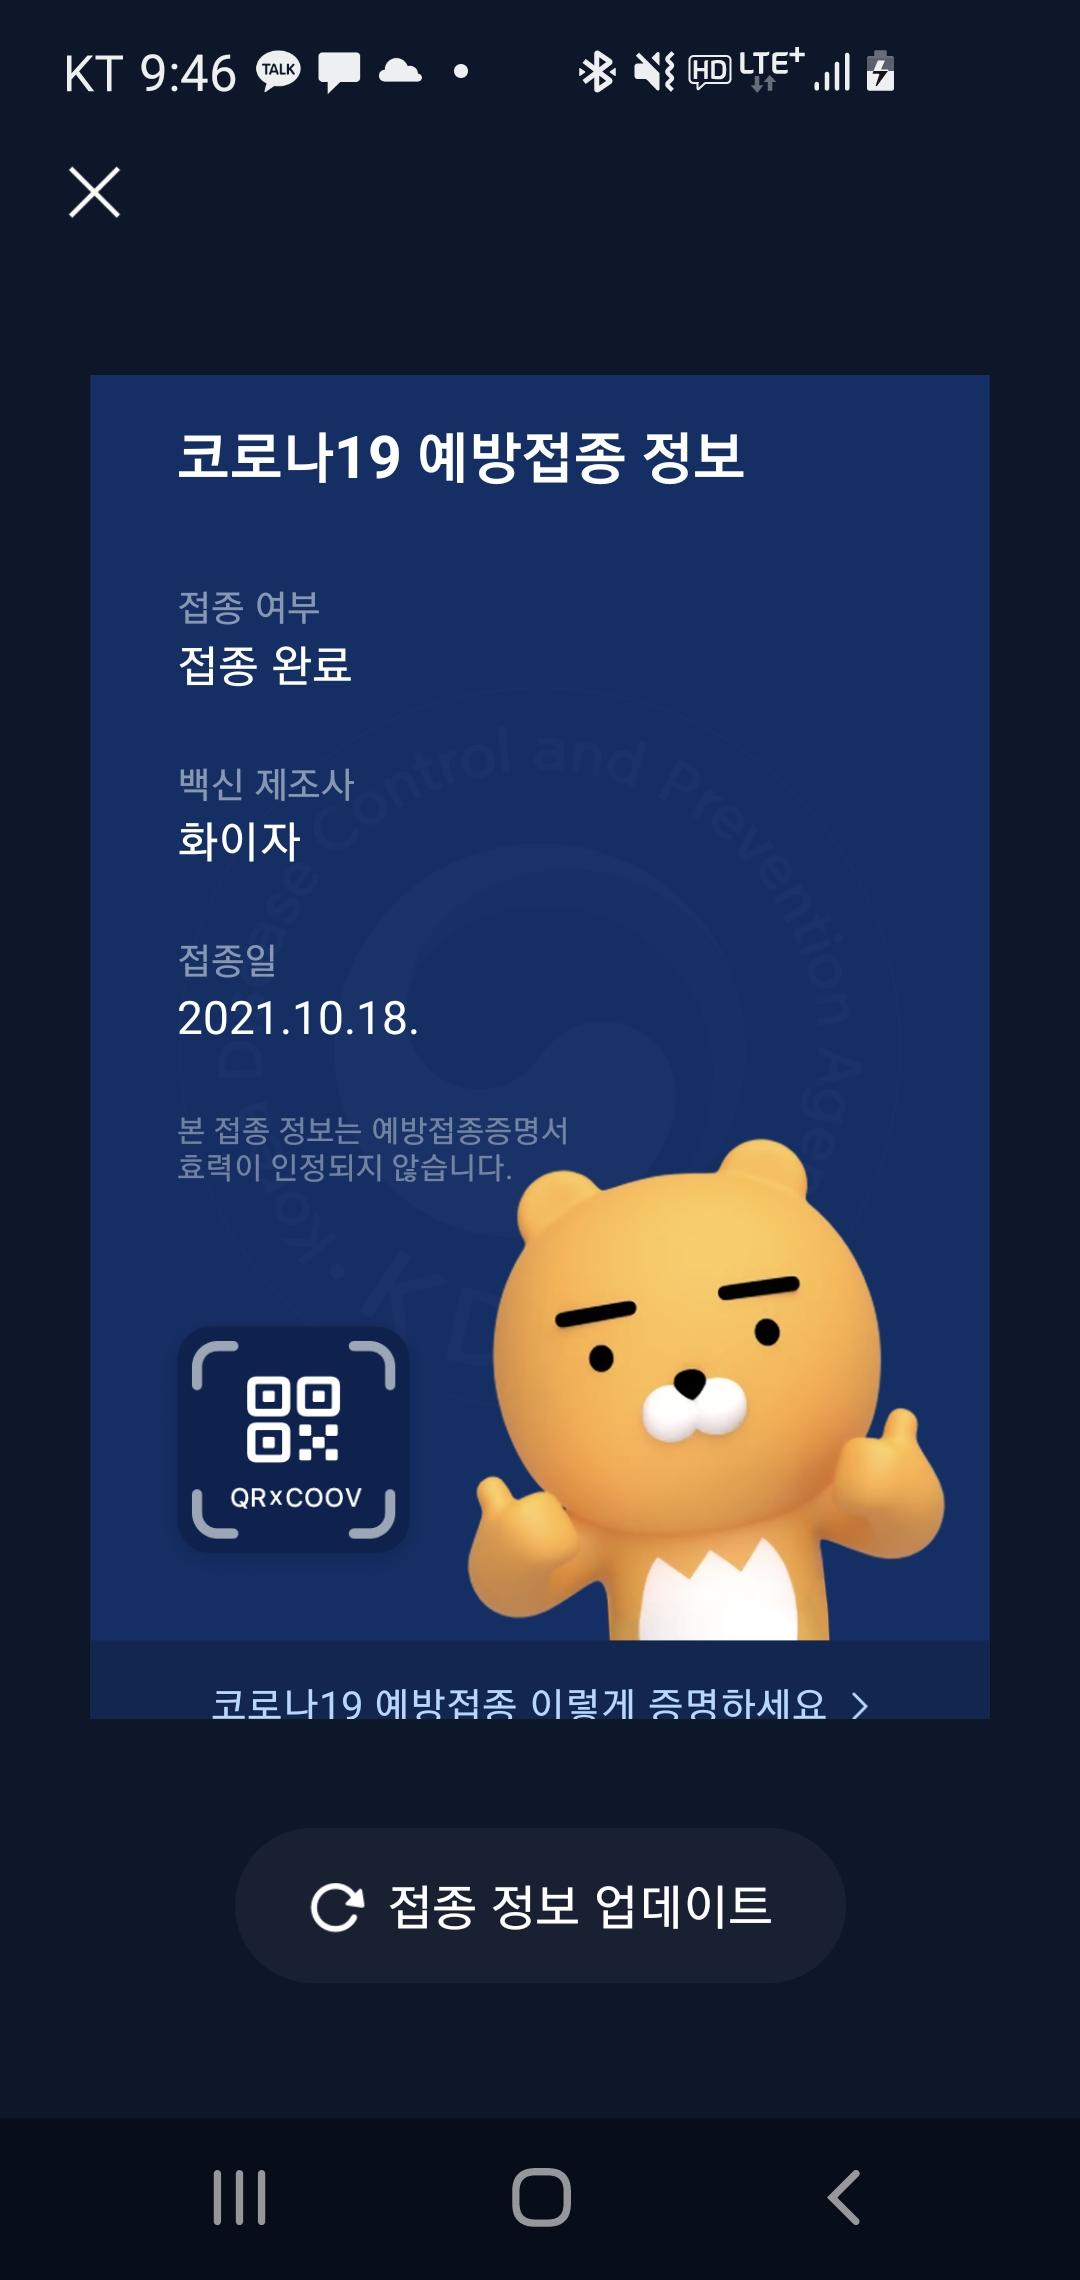 KT 9:46 TALK HD LTE+
코로나19 예방접종 정보
접종 여부
접종 완료
백신 제조사
화이자
접종일
2021.10.18.
본 접종 정보는 예방접종증명서
효력이 인정되지 않습니다.
Disease Control and Prevention Agen
Kor
KD
QRxCOOV
코로나19 예방접종 이렇게 증명하세요 >
접종 정보 업데이트